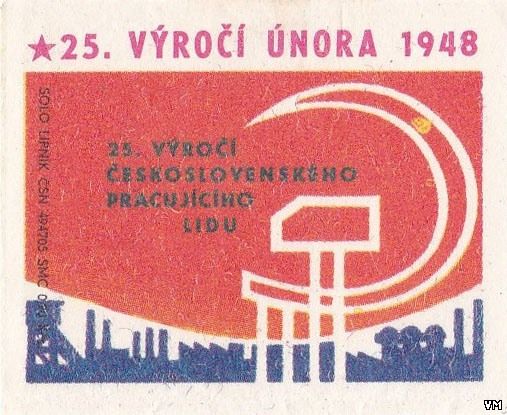 ★25. VÝROČÍ ÚNORA 1948
25. VÝROČÍ
ČESKOSLOVENSKÉHO
PRACUJÍCÍHO
LIDU
SOLO LIPNÍK ČSN 494705 SMC
VM